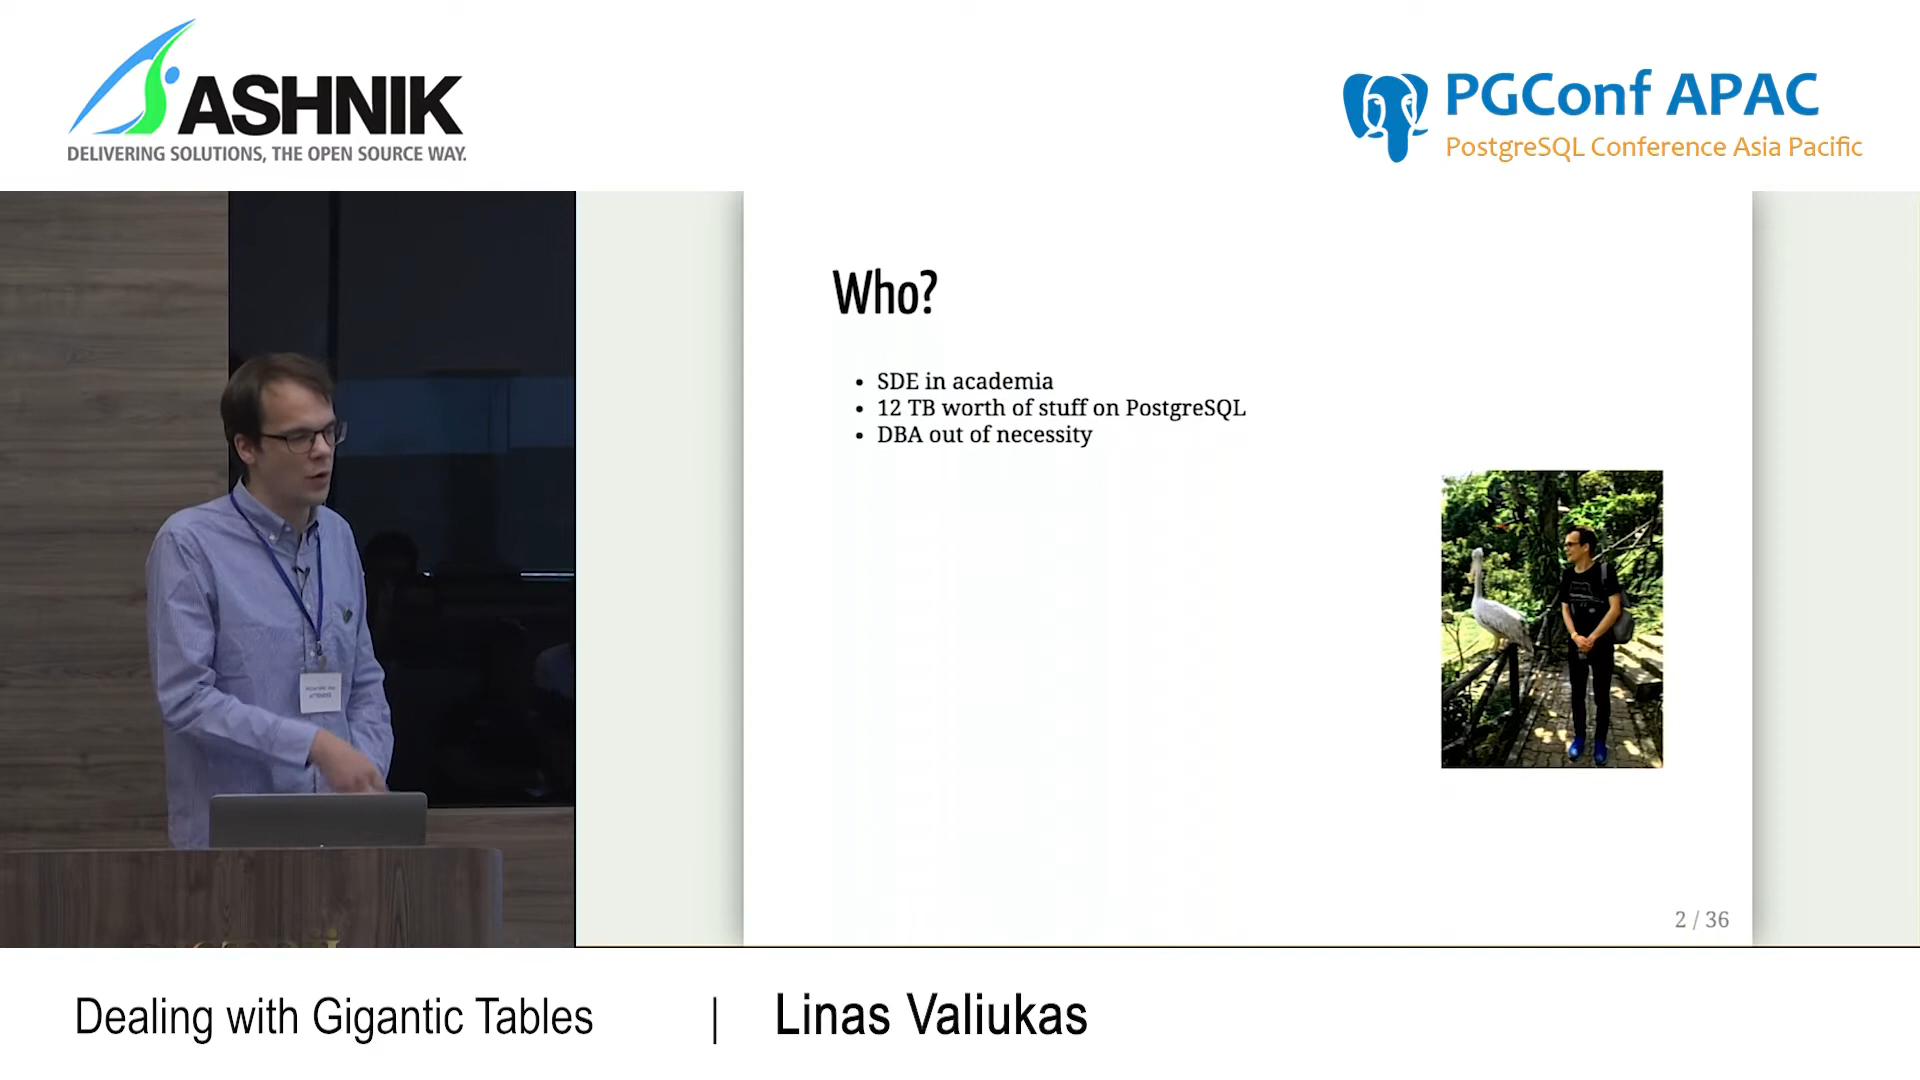 ASHNIK
DELIVERING SOLUTIONS, THE OPEN SOURCE WAY.
PGConf APAC
PostgreSQL Conference Asia Pacific
Who?
• SDE in academia
• 12 TB worth of stuff on PostgreSQL
• DBA out of necessity
2 / 36
Dealing with Gigantic Tables | Linas Valiukas